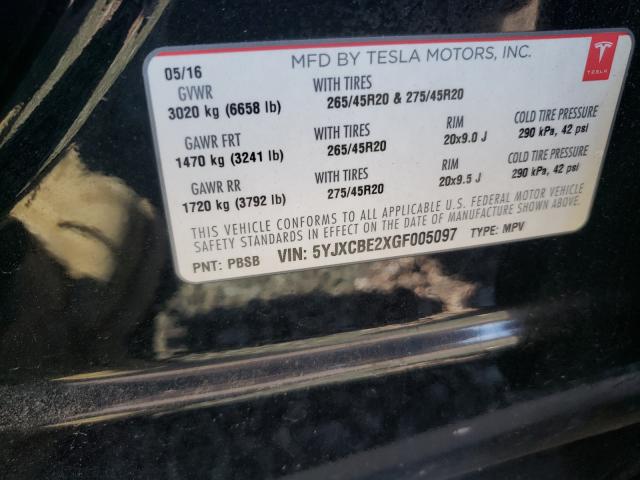 MFD BY TESLA MOTORS, INC.
TESLA
05/16
GVWR
3020 kg (6658 lb)
WITH TIRES
265/45R20 & 275/45R20
GAWR FRT
1470 kg (3241 lb)
WITH TIRES
265/45R20
RIM
20x9.0 J
COLD TIRE PRESSURE
290 kPa, 42 psi
GAWR RR
1720 kg (3792 lb)
WITH TIRES
275/45R20
RIM
20x9.5 J
COLD TIRE PRESSURE
290 kPa, 42 psi
THIS VEHICLE CONFORMS TO ALL APPLICABLE U.S. FEDERAL MOTOR VEHICLE
SAFETY STANDARDS IN EFFECT ON THE DATE OF MANUFACTURE SHOWN ABOVE.
PNT: PBSB VIN: 5YJXCBE2XGF005097 TYPE: MPV